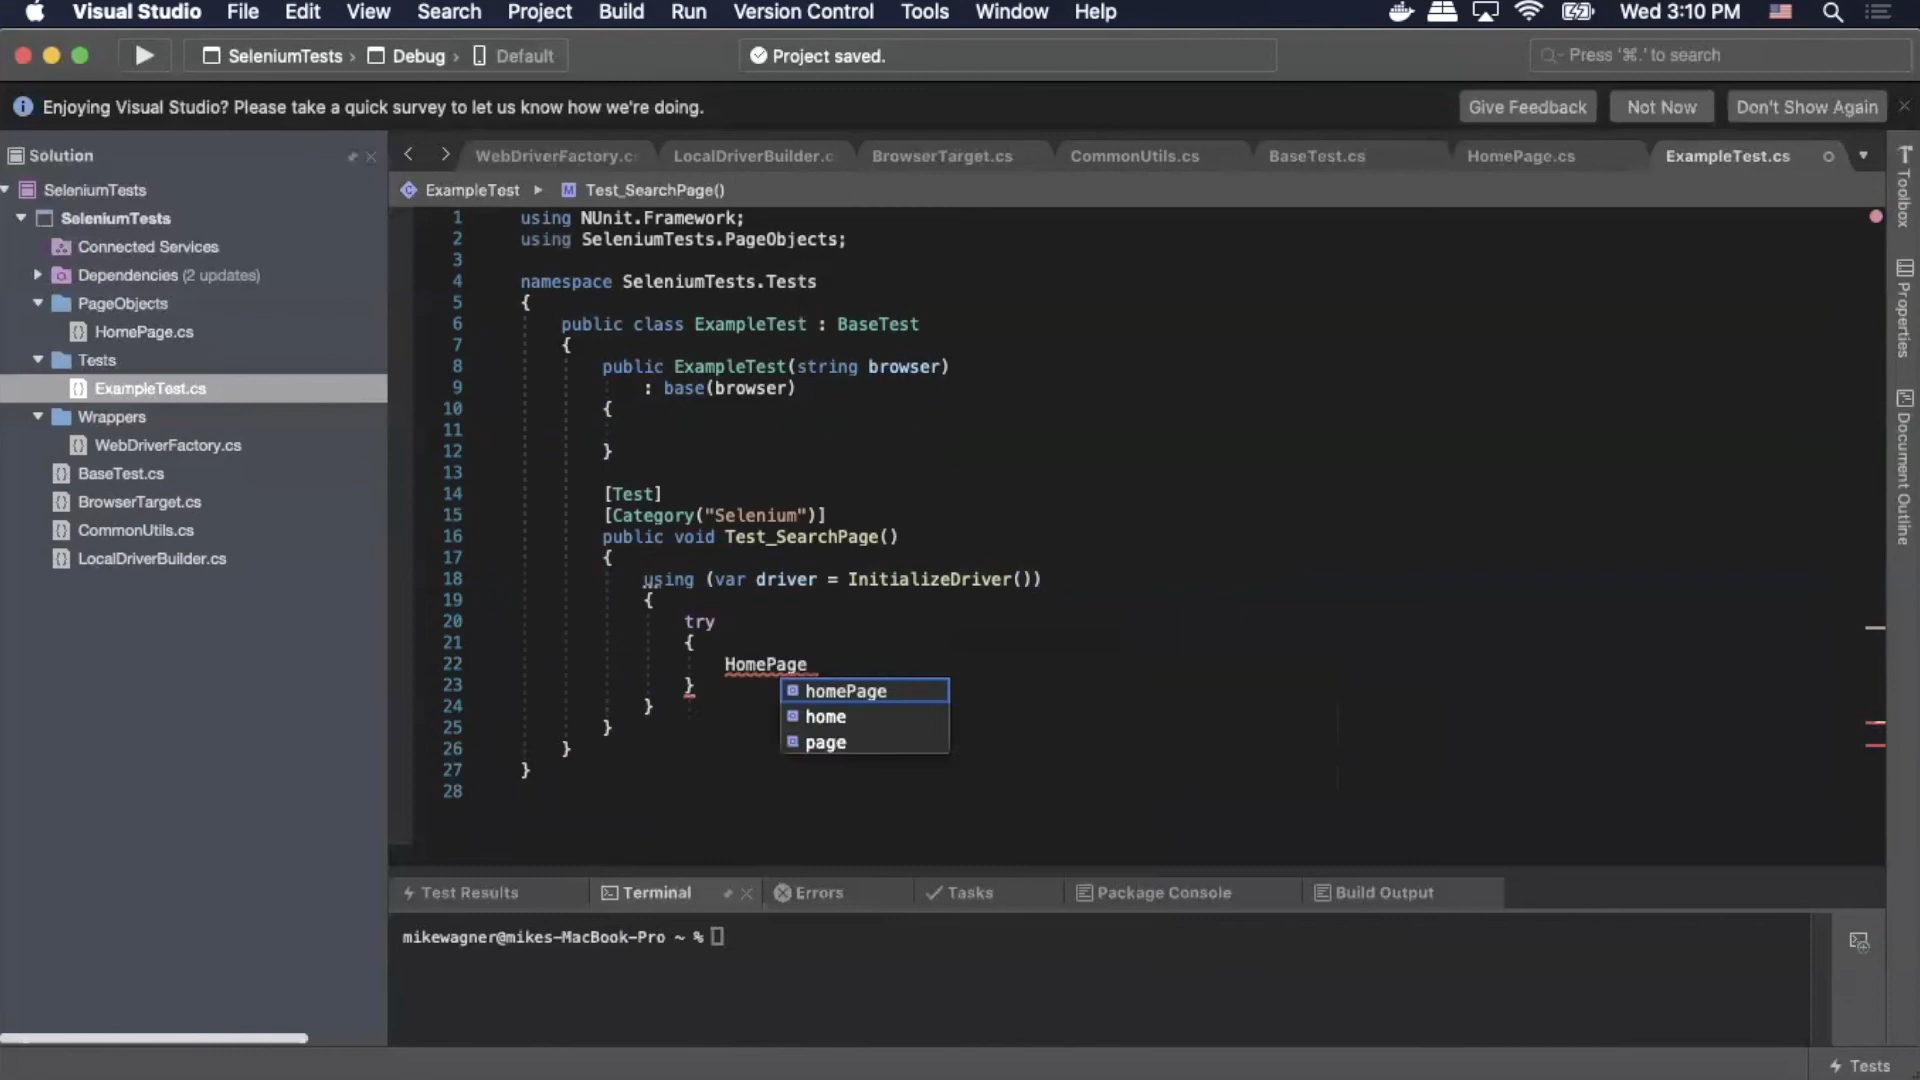 Visual Studio File Edit View Search Project Build Run Version Control Tools Window Help Wed 3:10 PM
SeleniumTests › Debug › Default
Project saved.
Press '⌘.' to search
Enjoying Visual Studio? Please take a quick survey to let us know how we're doing.
Give Feedback Not Now Don't Show Again
Solution
SeleniumTests
SeleniumTests
Connected Services
Dependencies (2 updates)
PageObjects
HomePage.cs
Tests
ExampleTest.cs
Wrappers
WebDriverFactory.cs
BaseTest.cs
BrowserTarget.cs
CommonUtils.cs
LocalDriverBuilder.cs
WebDriverFactory.c LocalDriverBuilder.c BrowserTarget.cs CommonUtils.cs BaseTest.cs HomePage.cs ExampleTest.cs
ExampleTest Test_SearchPage()
1 using NUnit.Framework;
2 using SeleniumTests.PageObjects;
3
4 namespace SeleniumTests.Tests
5 {
6 public class ExampleTest : BaseTest
7 {
8 public ExampleTest(string browser)
9 : base(browser)
10 {
11
12 }
13
14 [Test]
15 [Category("Selenium")]
16 public void Test_SearchPage()
17 {
18 using (var driver = InitializeDriver())
19 {
20 try
21 {
22 HomePage
23 }
24 }
25 }
26 }
27 }
28
homePage
home
page
Toolbox
Properties
Document Outline
Test Results Terminal Errors Tasks Package Console Build Output
mikewagner@mikes-MacBook-Pro ~ %
Tests